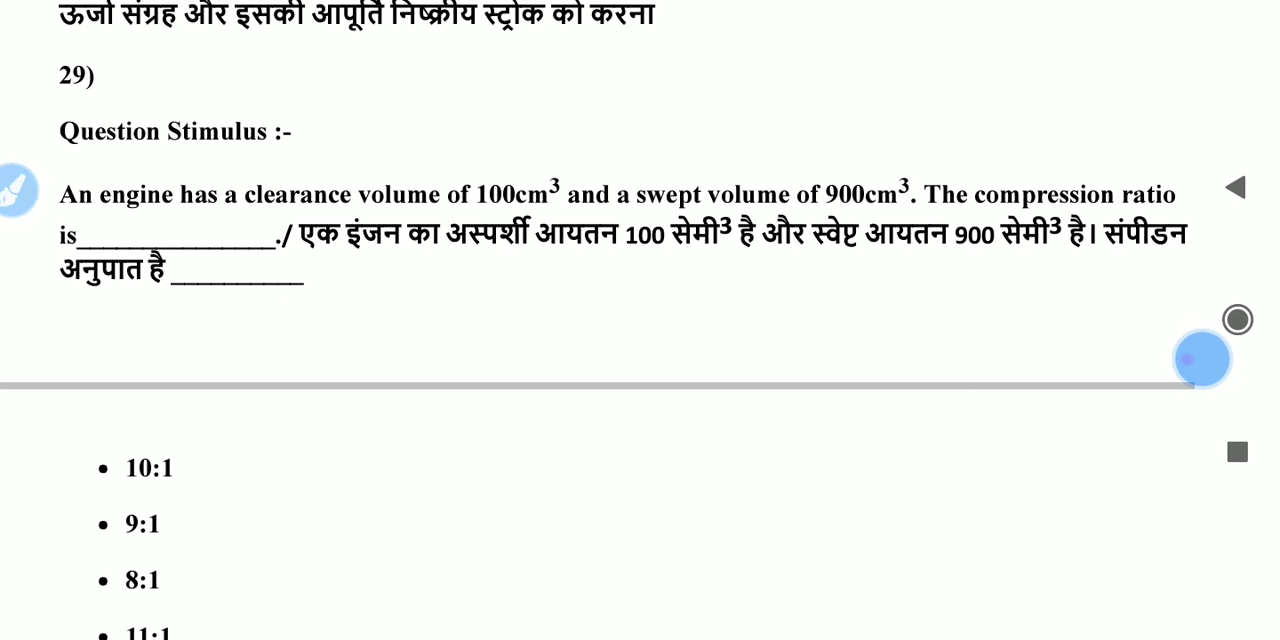 ऊर्जा संग्रह और इसकी आपूर्ति निष्क्रीय स्ट्रोक को करना
29)
Question Stimulus :-
An engine has a clearance volume of 100cm³ and a swept volume of 900cm³. The compression ratio
is_______________./ एक इंजन का अस्पर्शी आयतन 100 सेमी³ है और स्वेप्ट आयतन 900 सेमी³ है। संपीडन
अनुपात है __________
• 10:1
• 9:1
• 8:1
• 11:1